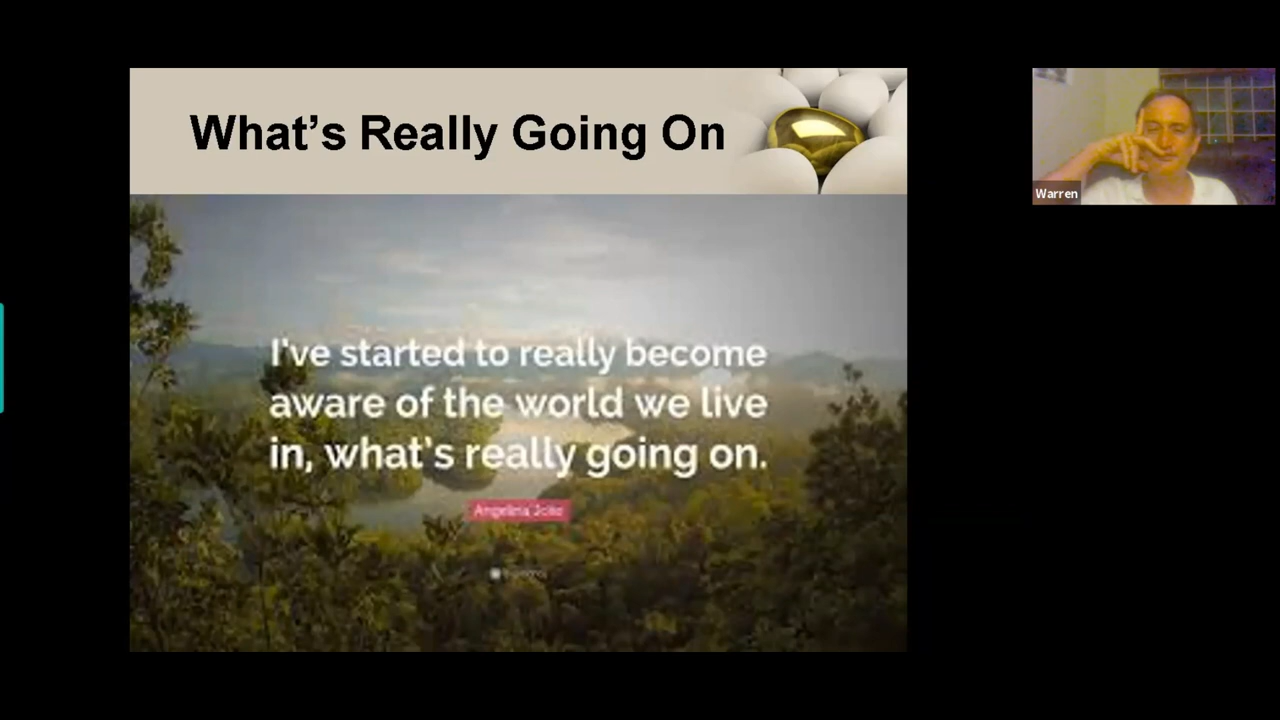 What's Really Going On
I've started to really become
aware of the world we live
in, what's really going on.
Angelina Jolie
Warren